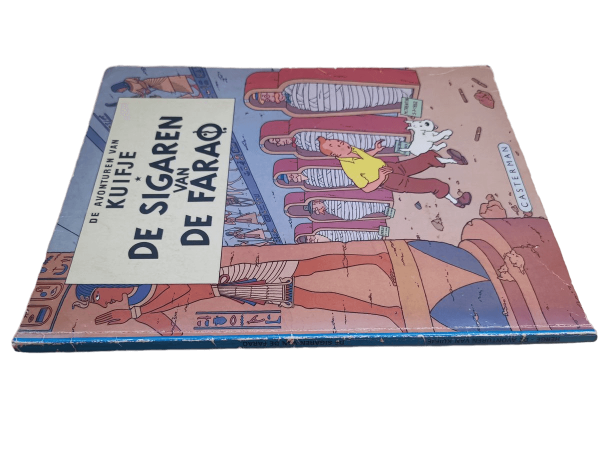 DE AVONTUREN VAN
KUIFJE
DE SIGAREN
VAN
DE FARAO
CASTERMAN